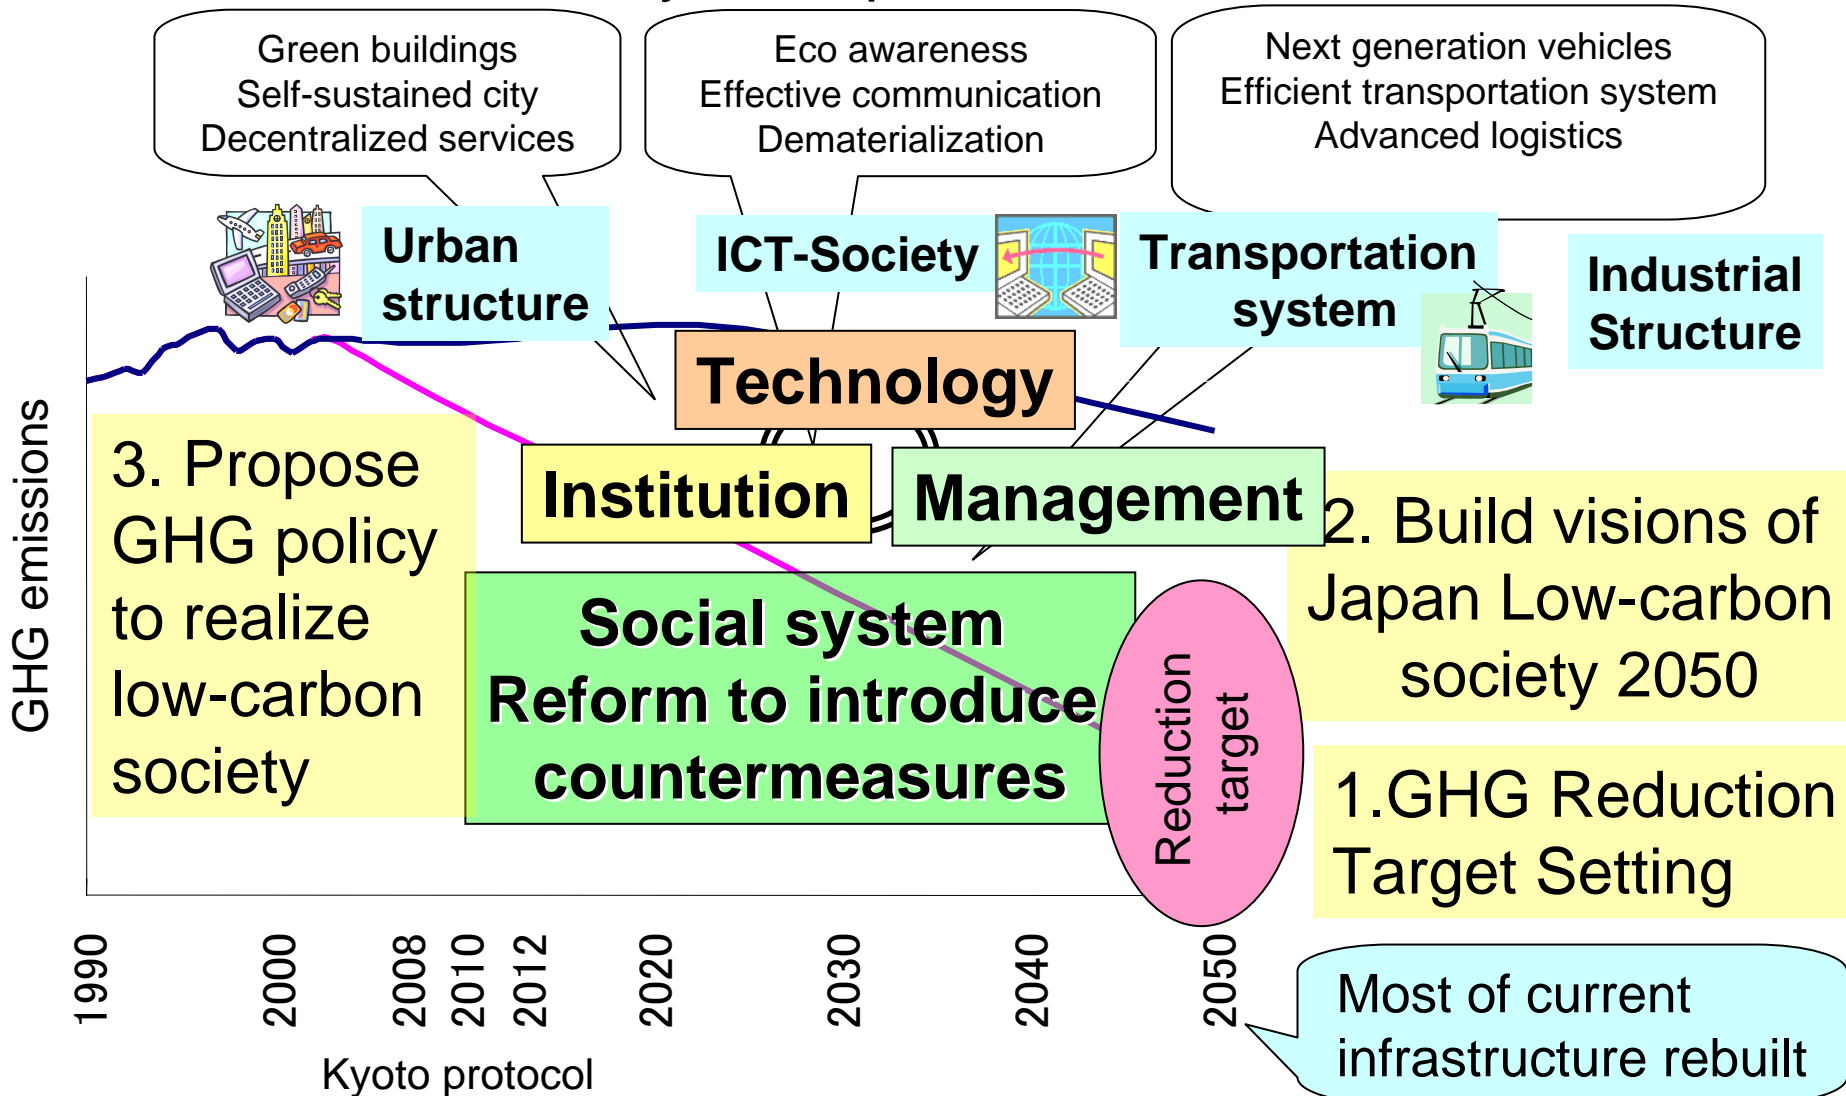 Green buildings
Self-sustained city
Decentralized services
Eco awareness
Effective communication
Dematerialization
Next generation vehicles
Efficient transportation system
Advanced logistics
Urban
structure
ICT-Society
Transportation
system
Industrial
Structure
Technology
Institution
Management
GHG emissions
3. Propose
GHG policy
to realize
low-carbon
society
Social system
Reform to introduce
countermeasures
Reduction
target
2. Build visions of
Japan Low-carbon
society 2050
1.GHG Reduction
Target Setting
1990
2000
2008
2010
2012
2020
2030
2040
2050
Kyoto protocol
Most of current
infrastructure rebuilt